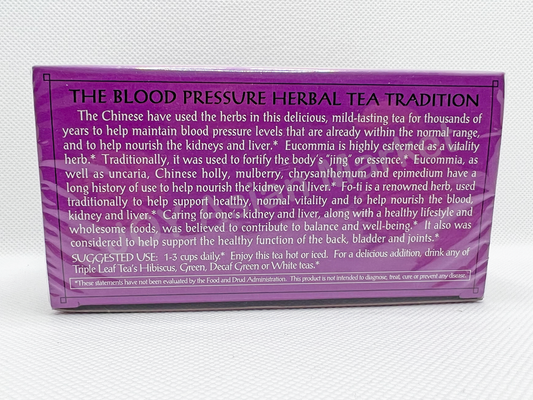 THE BLOOD PRESSURE HERBAL TEA TRADITION
The Chinese have used the herbs in this delicious, mild-tasting tea for thousands of
years to help maintain blood pressure levels that are already within the normal range,
and to help nourish the kidneys and liver.* Eucommia is highly esteemed as a vitality
herb.* Traditionally, it was used to fortify the body's "jing" or essence.* Eucommia, as
well as uncaria, Chinese holly, mulberry, chrysanthemum and epimedium have a
long history of use to help nourish the kidney and liver.* Fo-ti is a renowned herb, used
traditionally to help support healthy, normal vitality and to help nourish the blood,
kidney and liver.* Caring for one's kidney and liver, along with a healthy lifestyle and
wholesome foods, was believed to contribute to balance and well-being.* It also was
considered to help support the healthy function of the back, bladder and joints.*
SUGGESTED USE: 1-3 cups daily.* Enjoy this tea hot or iced. For a delicious addition, drink any of
Triple Leaf Tea's Hibiscus, Green, Decaf Green or White teas.*
*These statements have not been evaluated by the Food and Drud Administration. This product is not intended to diagnose, treat, cure or prevent any disease.